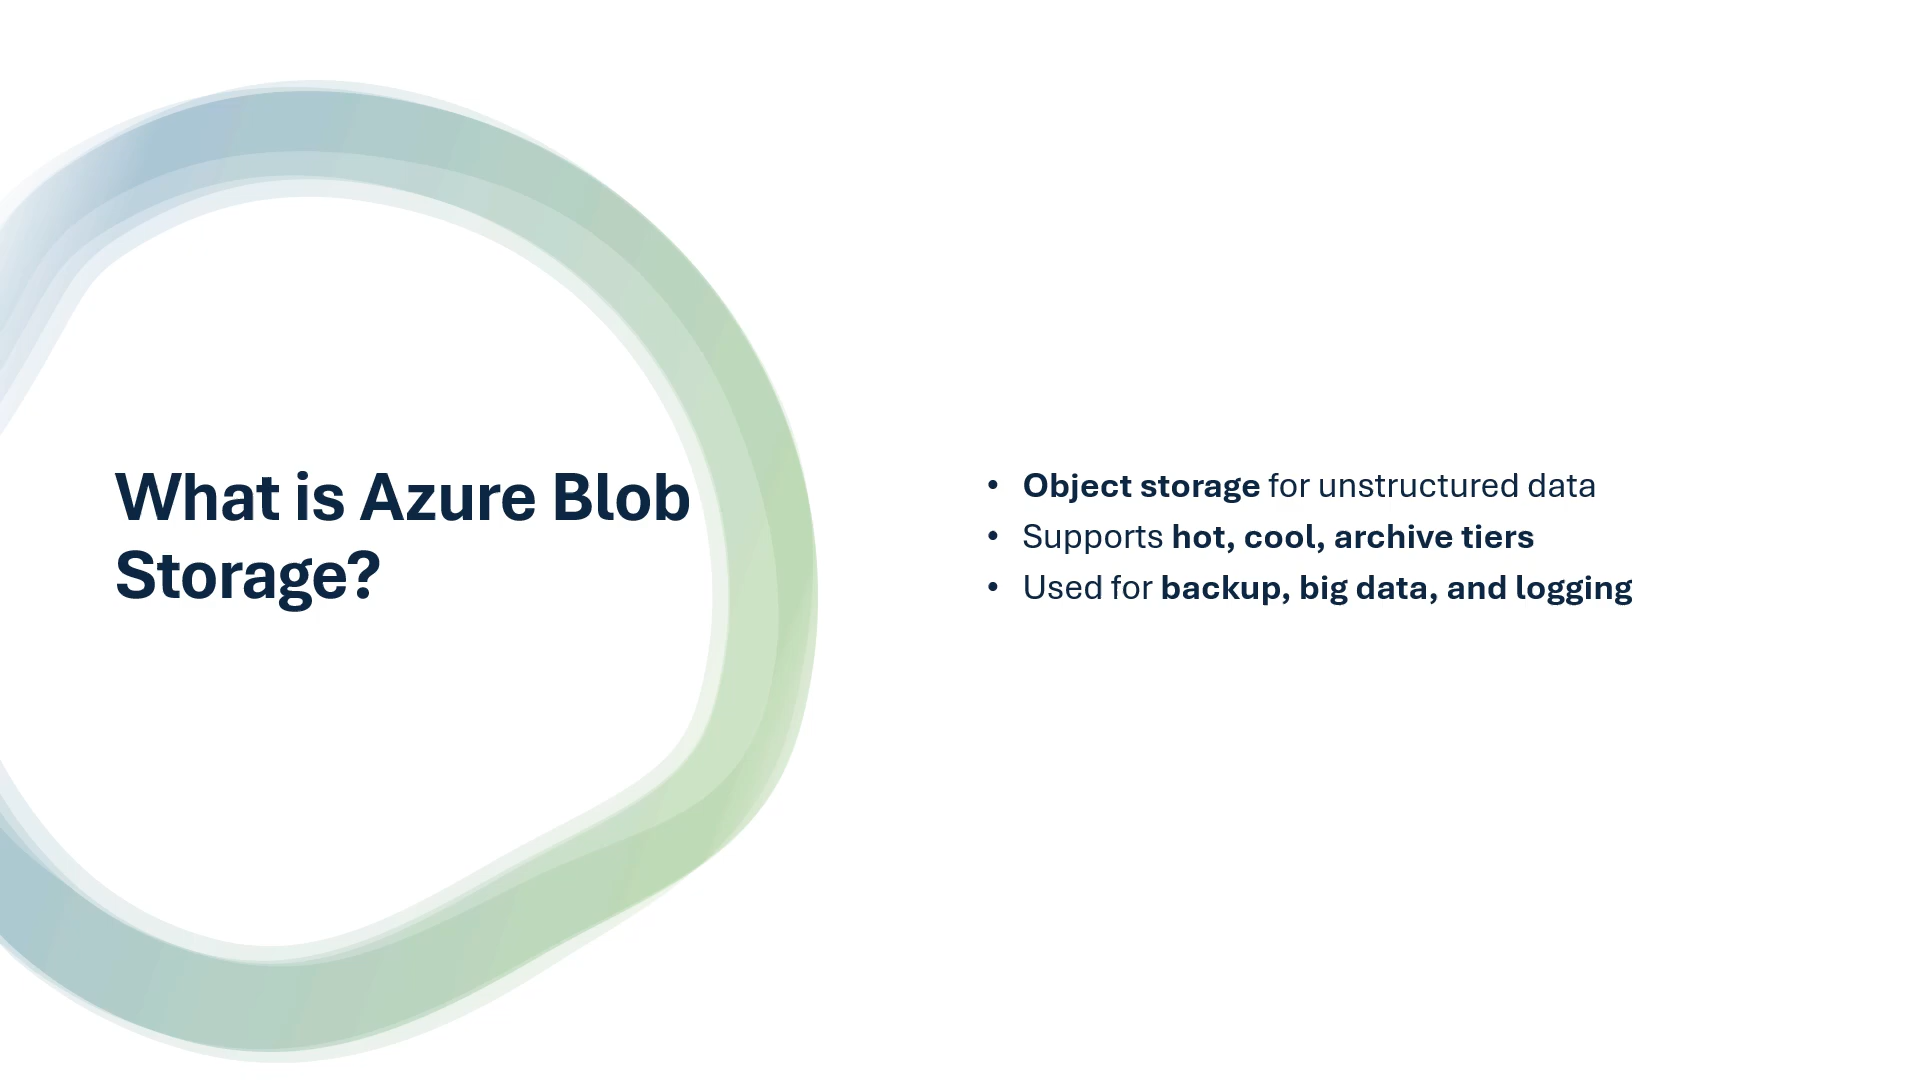 What is Azure Blob
Storage?
• Object storage for unstructured data
• Supports hot, cool, archive tiers
• Used for backup, big data, and logging